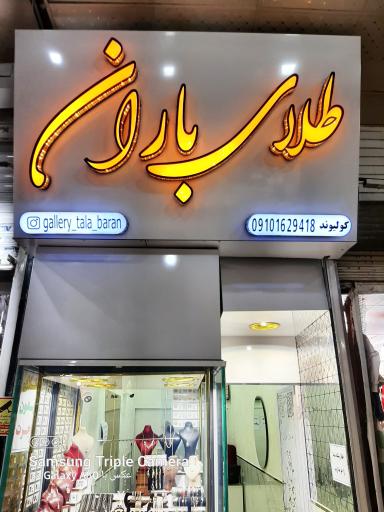 طلای باران
gallery_tala_baran
09101629418 کولیوند
Samsung Triple Camera